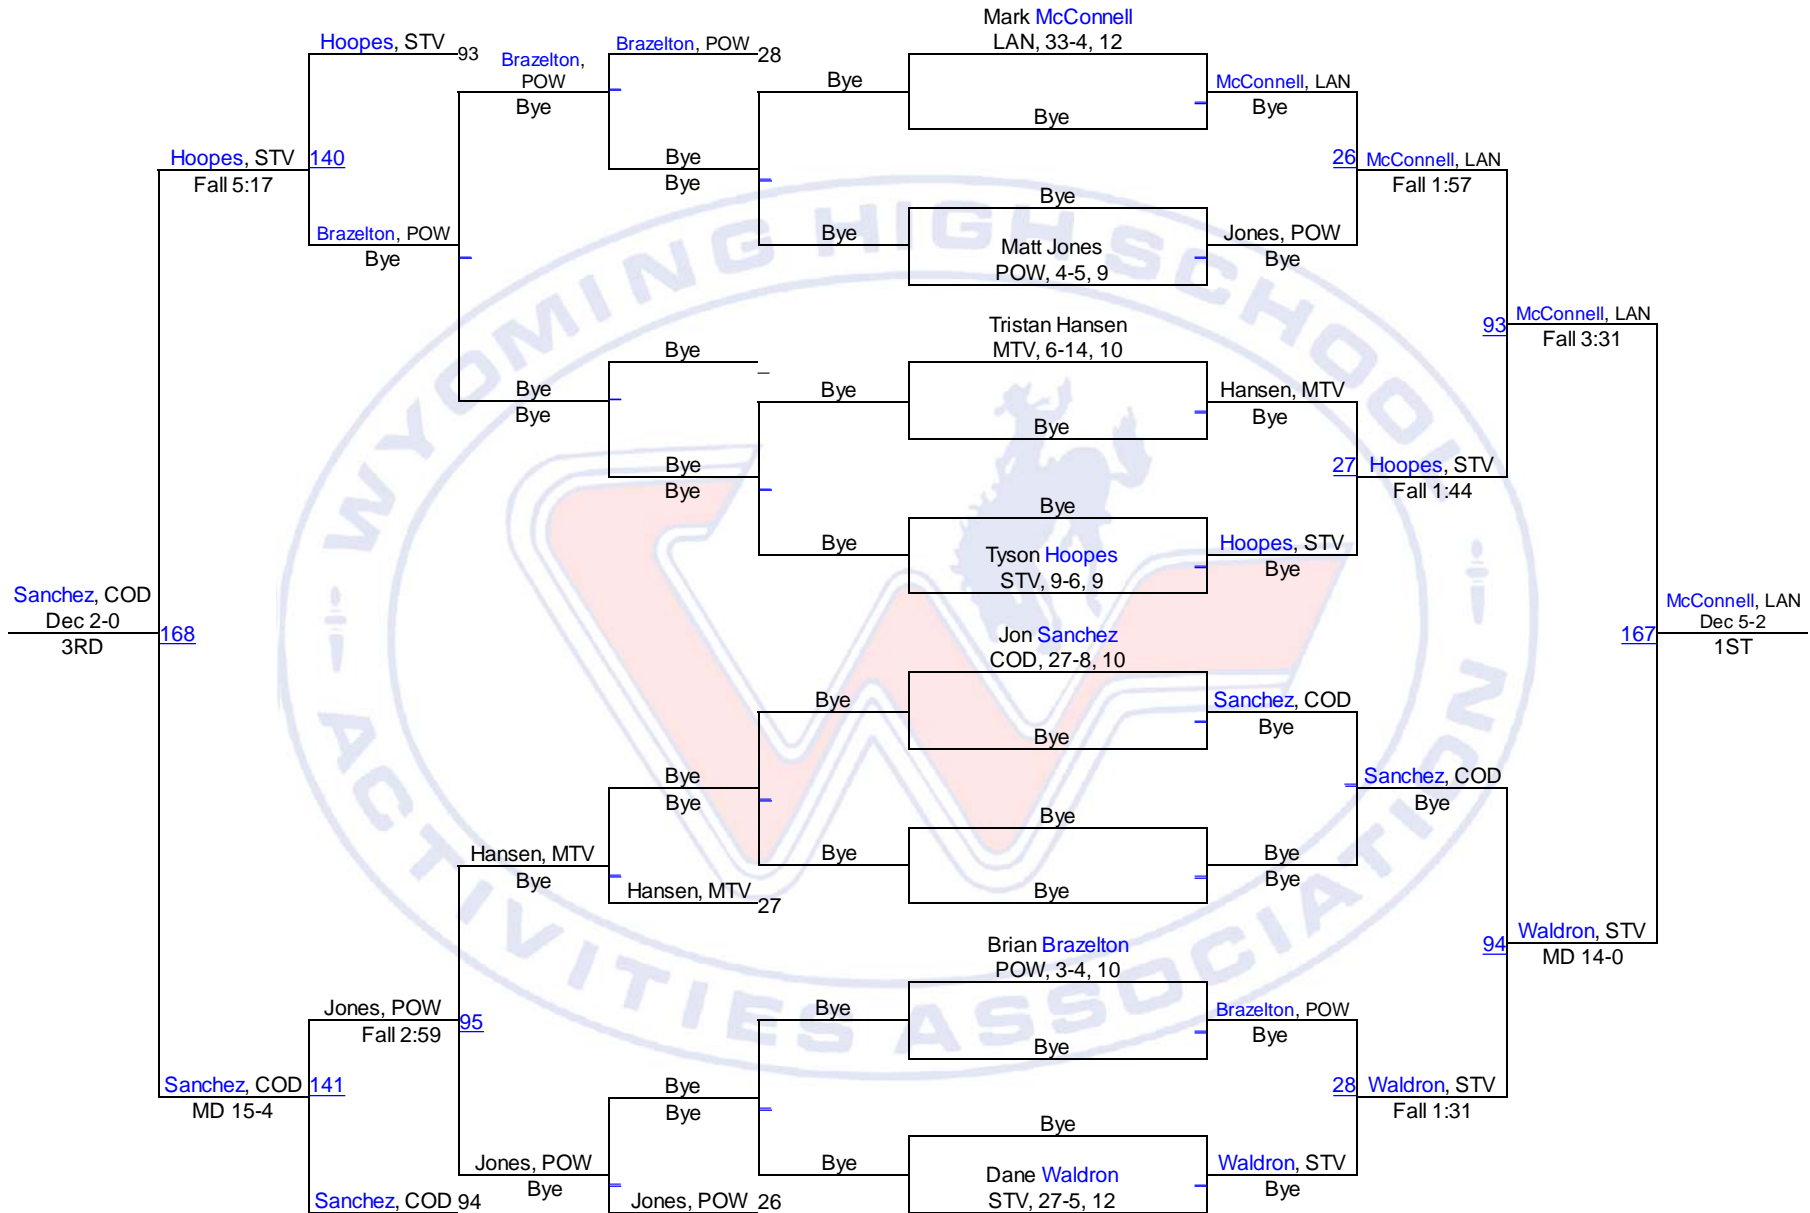 Mark McConnell
LAN, 33-4, 12
Hoopes, STV 93
Brazelton, POW 28
Brazelton,
POW
Bye
Bye
McConnell, LAN
Bye
Bye
Bye
Bye
Hoopes, STV 140
Fall 5:17
26 McConnell, LAN
Fall 1:57
Bye
Brazelton, POW
Bye
Bye
Matt Jones
POW, 4-5, 9
Jones, POW
Bye
WYOMING HIGH SCHOOL
Tristan Hansen
MTV, 6-14, 10
93 McConnell, LAN
Fall 3:31
Bye
Bye
Bye
Bye
Hansen, MTV
Bye
Bye
Bye
Bye
27 Hoopes, STV
Fall 1:44
Bye
Bye
Tyson Hoopes
STV, 9-6, 9
Hoopes, STV
Bye
Sanchez, COD
Dec 2-0
3RD
168
McConnell, LAN
Dec 5-2
1ST
167
Jon Sanchez
COD, 27-8, 10
Bye
Sanchez, COD
Bye
Bye
Bye
Bye
Sanchez, COD
Bye
Bye
Hansen, MTV
Bye
Bye
Bye
Bye
Bye
Hansen, MTV 27
Brian Brazelton
POW, 3-4, 10
94 Waldron, STV
MD 14-0
Jones, POW 95
Fall 2:59
Bye
Bye
Brazelton, POW
Bye
Sanchez, COD 141
MD 15-4
Bye
Bye
28 Waldron, STV
Fall 1:31
Bye
Jones, POW
Bye
Bye
Dane Waldron
STV, 27-5, 12
Waldron, STV
Bye
Sanchez, COD 94
Jones, POW 26
ACTIVITIES ASSOCIATION